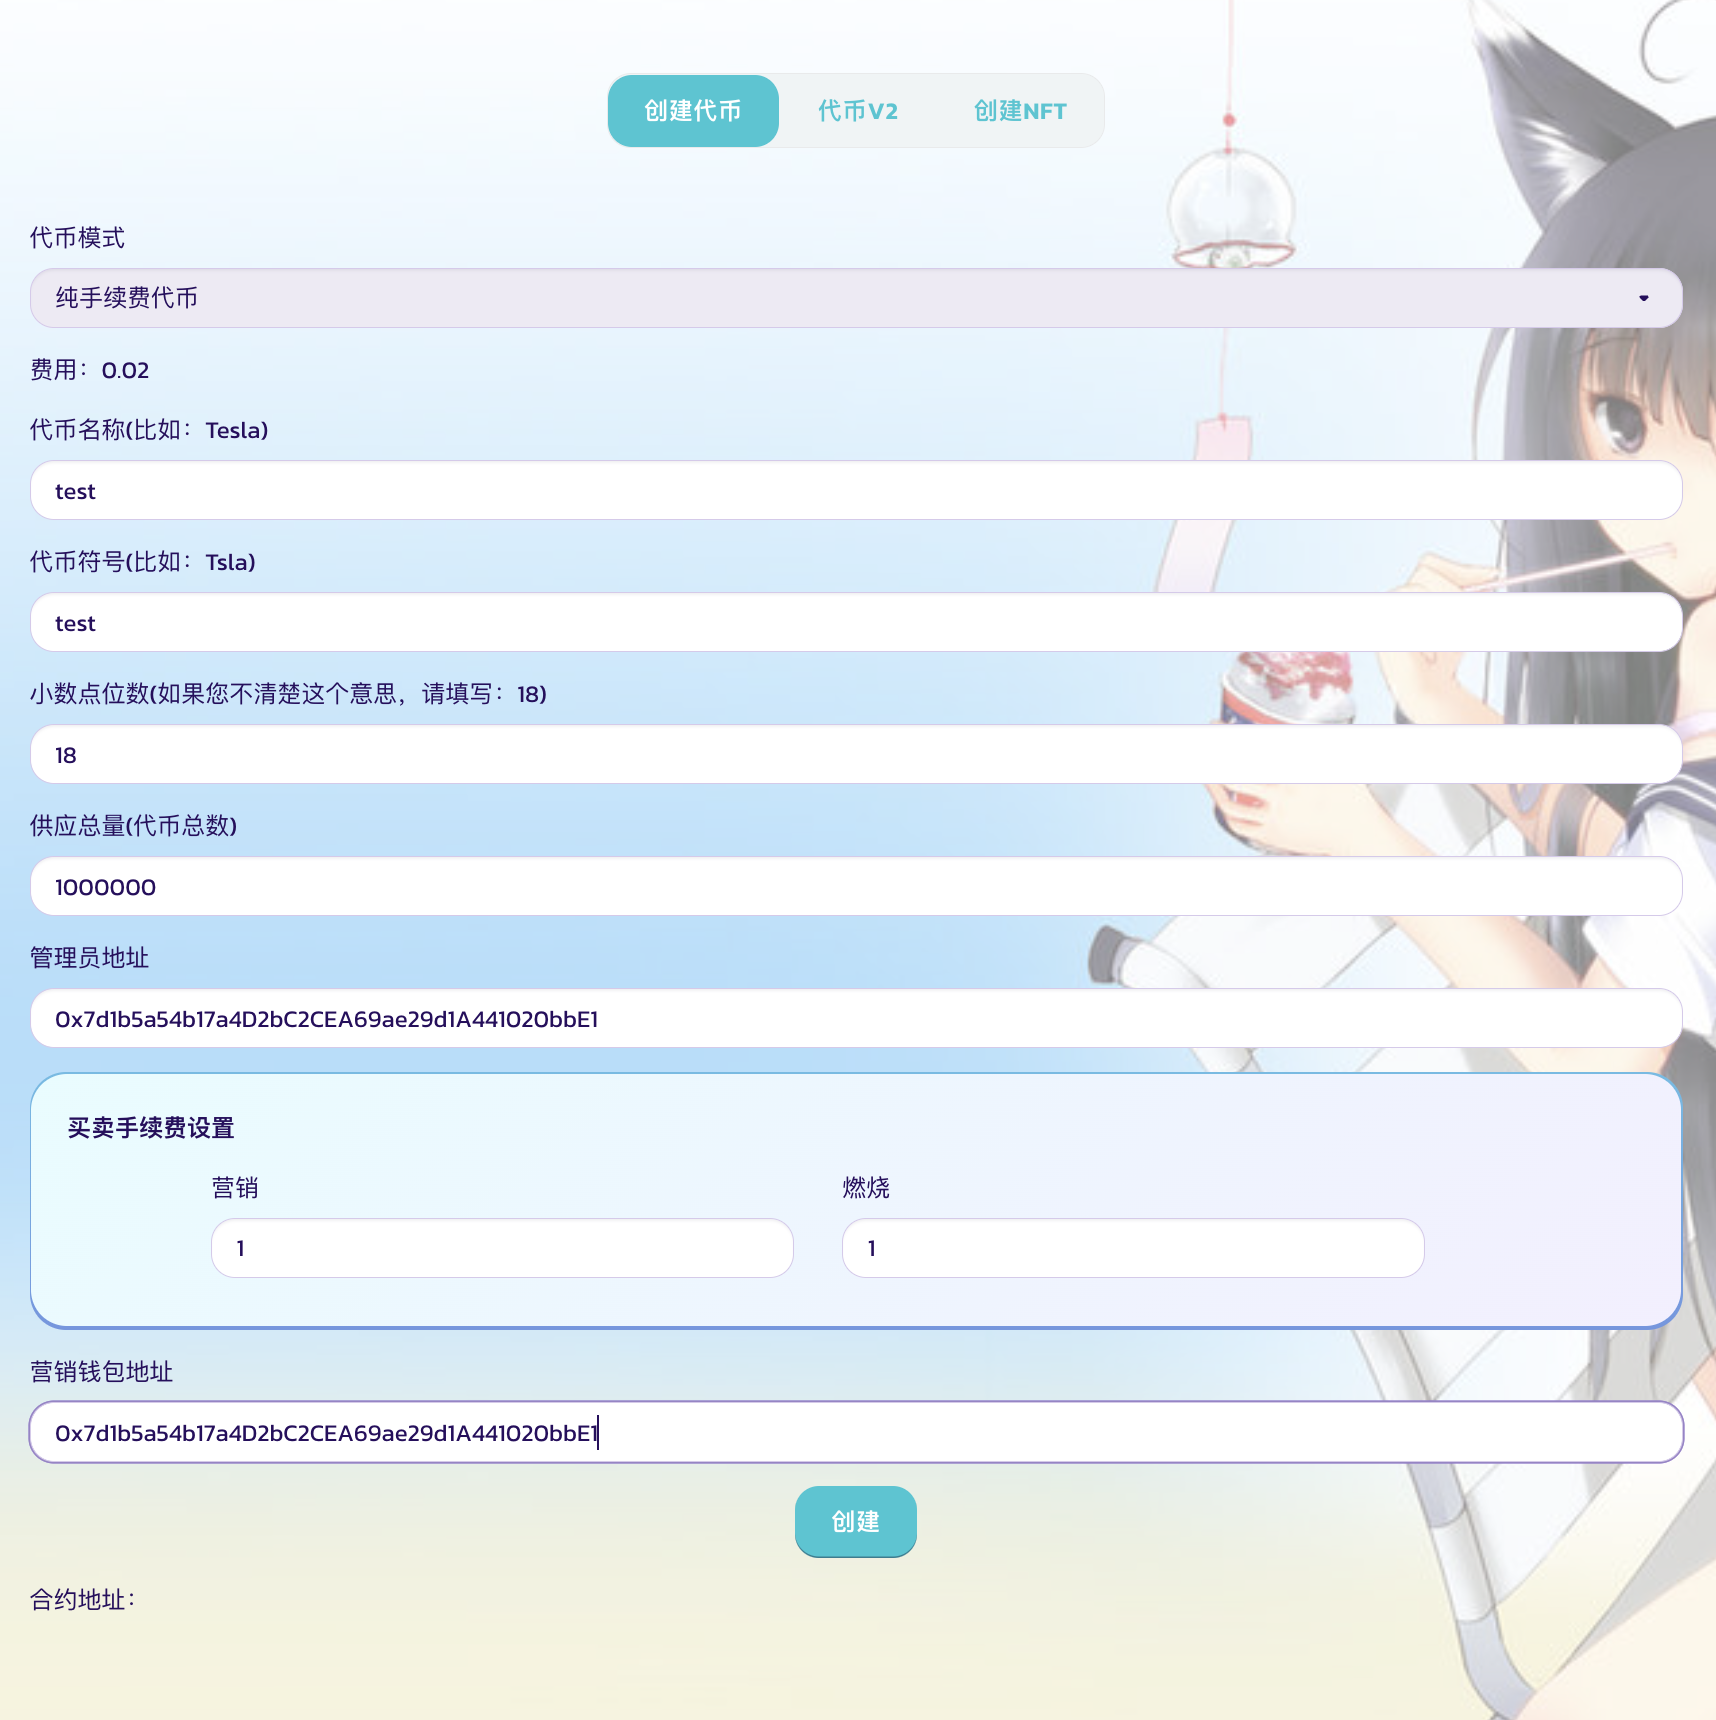 创建代币 代币V2 创建NFT
代币模式
纯手续费代币
费用：0.02
代币名称(比如：Tesla)
test
代币符号(比如：Tsla)
test
小数点位数(如果您不清楚这个意思，请填写：18)
18
供应总量(代币总数)
1000000
管理员地址
0x7d1b5a54b17a4D2bC2CEA69ae29d1A441020bbE1
买卖手续费设置
营销 燃烧
1 1
营销钱包地址
0x7d1b5a54b17a4D2bC2CEA69ae29d1A441020bbE1
创建
合约地址：